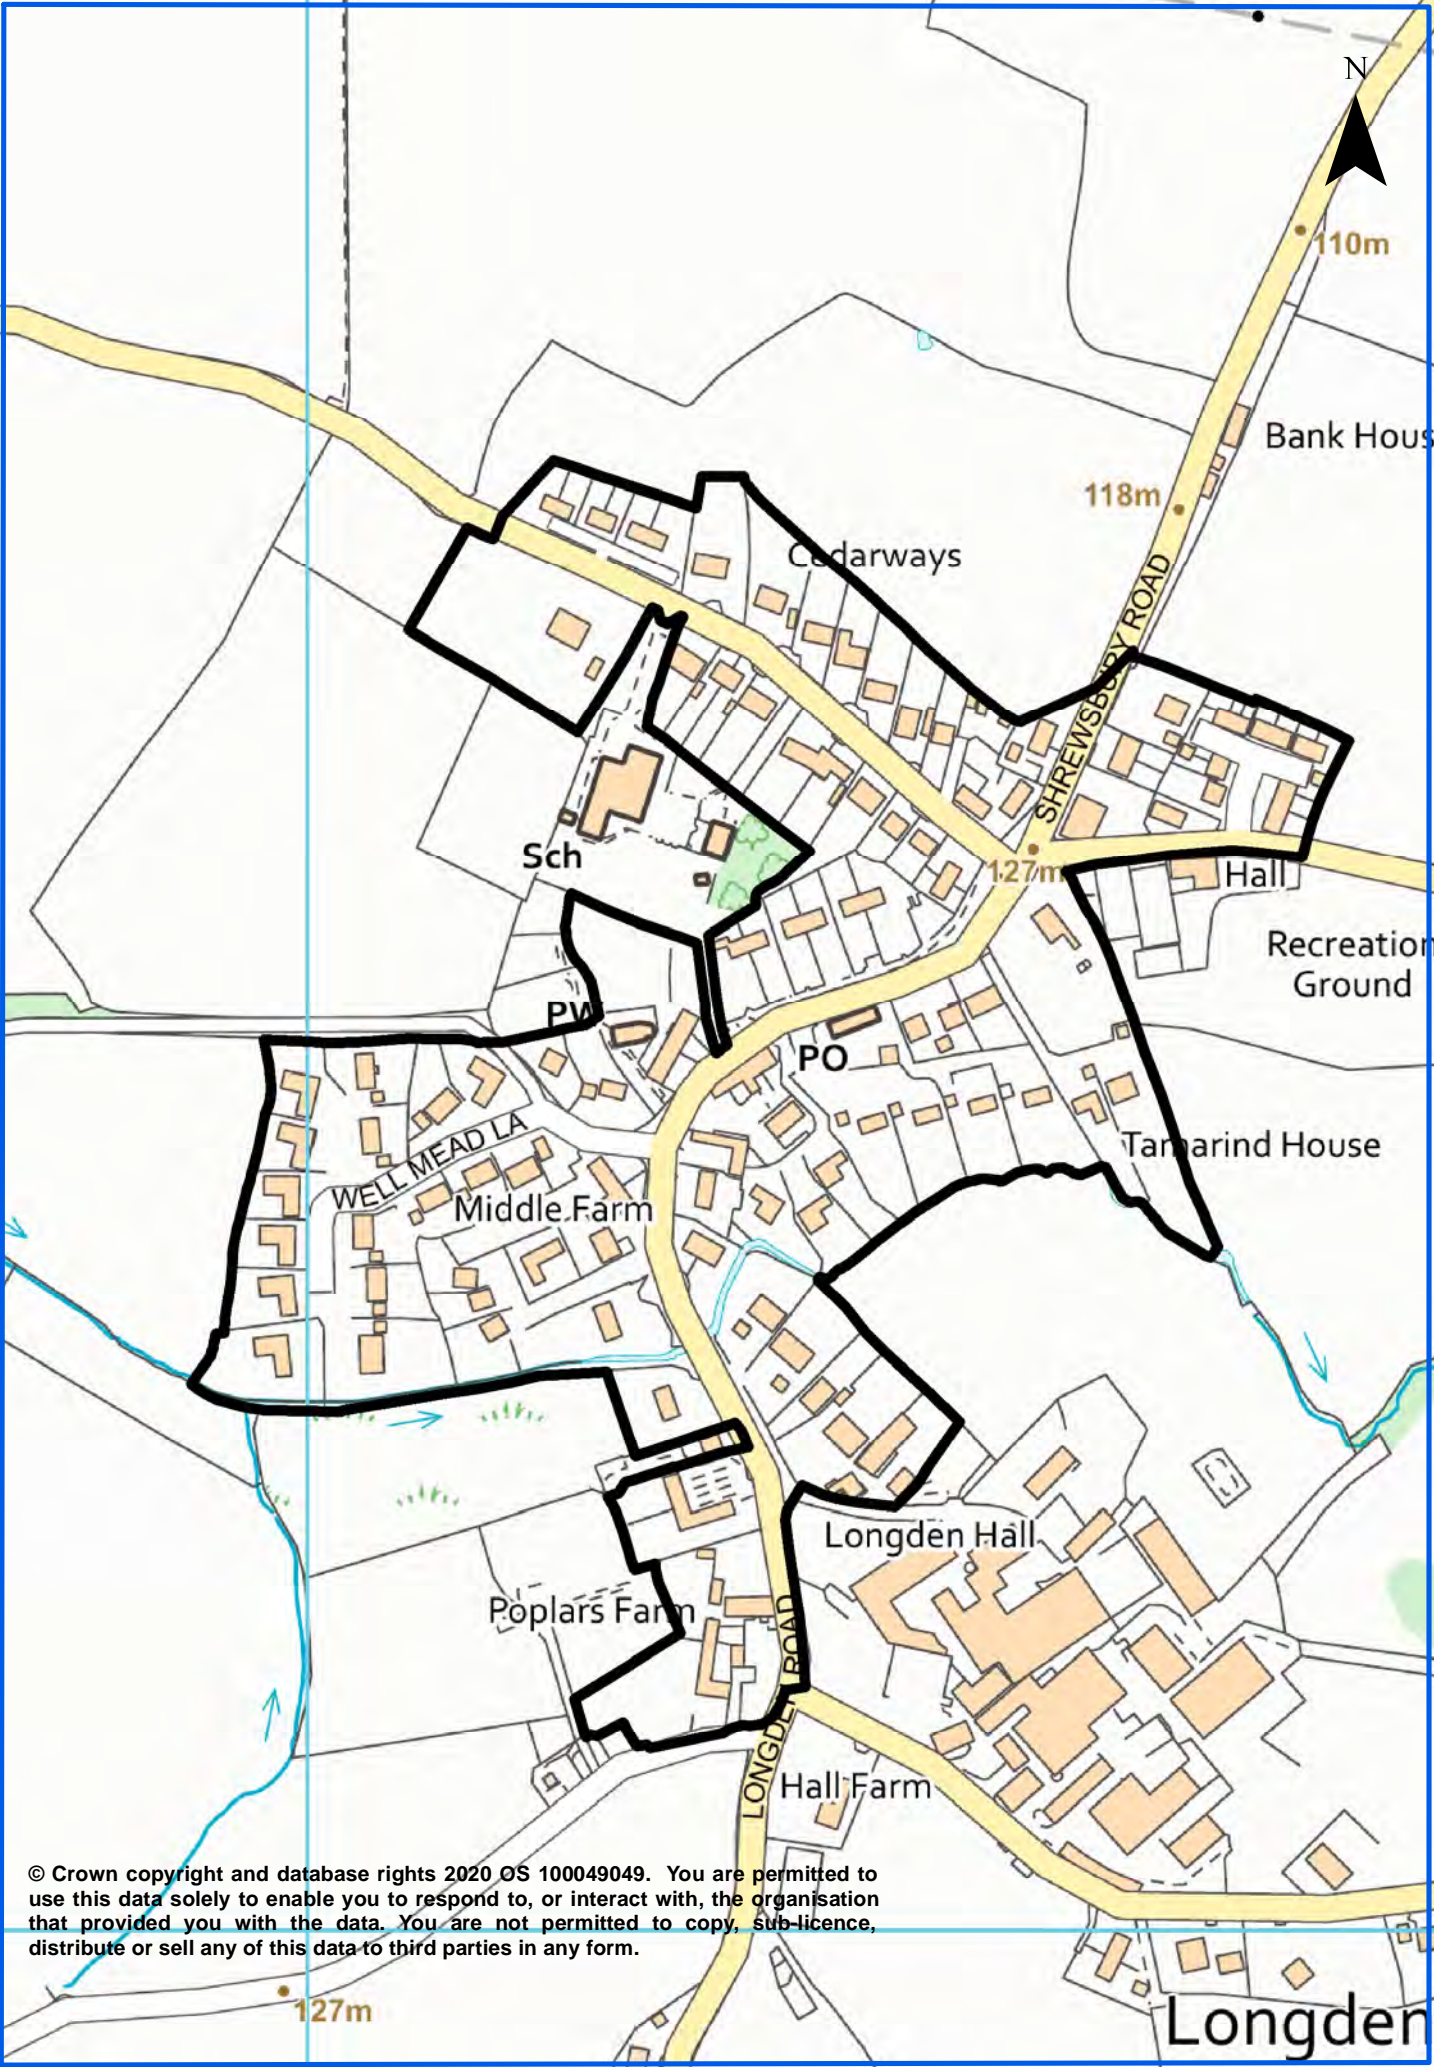 N
110m
Bank Hous
118m
Cedarways
SHREWSBURY ROAD
127m
Hall
Sch
Recreation
Ground
PW
PO
WELL MEAD LA
Tamarind House
Middle Farm
Longden Hall
Poplars Farm
LONGDEN ROAD
Hall Farm
© Crown copyright and database rights 2020 OS 100049049. You are permitted to
use this data solely to enable you to respond to, or interact with, the organisation
that provided you with the data. You are not permitted to copy, sub-licence,
distribute or sell any of this data to third parties in any form.
127m
Longden